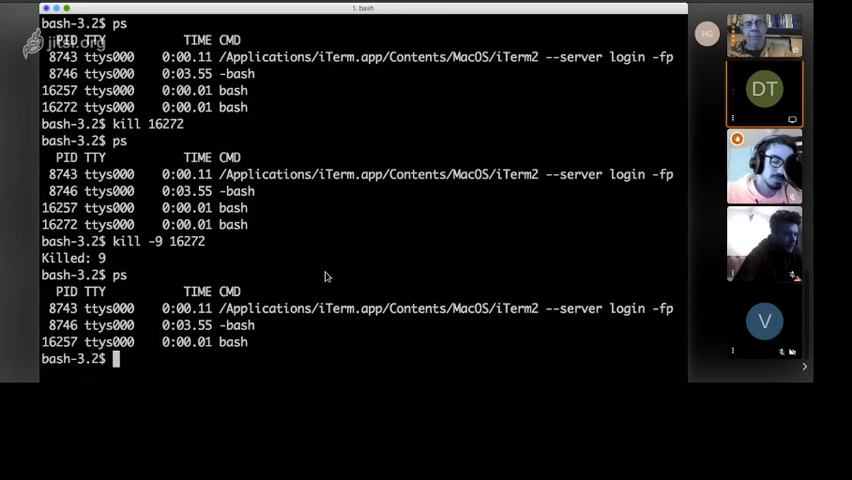 1. bash
bash-3.2$ ps
PID TTY TIME CMD
8743 ttys000 0:00.11 /Applications/iTerm.app/Contents/MacOS/iTerm2 --server login -fp
8746 ttys000 0:03.55 -bash
16257 ttys000 0:00.01 bash
16272 ttys000 0:00.01 bash
bash-3.2$ kill 16272
bash-3.2$ ps
PID TTY TIME CMD
8743 ttys000 0:00.11 /Applications/iTerm.app/Contents/MacOS/iTerm2 --server login -fp
8746 ttys000 0:03.55 -bash
16257 ttys000 0:00.01 bash
16272 ttys000 0:00.01 bash
bash-3.2$ kill -9 16272
Killed: 9
bash-3.2$ ps
PID TTY TIME CMD
8743 ttys000 0:00.11 /Applications/iTerm.app/Contents/MacOS/iTerm2 --server login -fp
8746 ttys000 0:03.55 -bash
16257 ttys000 0:00.01 bash
bash-3.2$
jitsi.org
DT
V